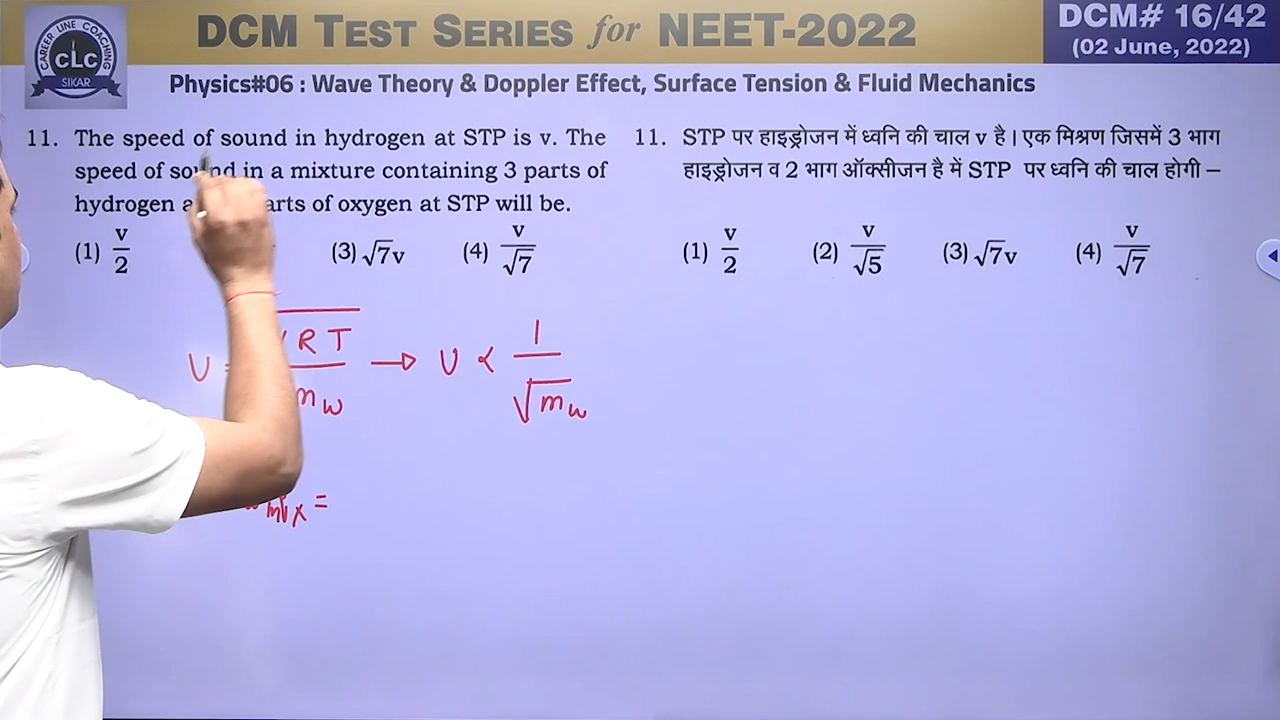 CAREER LINE COACHING
CLC
SIKAR
DCM TEST SERIES for NEET-2022
DCM# 16/42
(02 June, 2022)
Physics#06 : Wave Theory & Doppler Effect, Surface Tension & Fluid Mechanics
11. The speed of sound in hydrogen at STP is v. The
speed of sound in a mixture containing 3 parts of
hydrogen arts of oxygen at STP will be.
(1) v/2 (3) √7v (4) v/√7
11. STP पर हाइड्रोजन में ध्वनि की चाल v है। एक मिश्रण जिसमें 3 भाग
हाइड्रोजन व 2 भाग ऑक्सीजन है में STP पर ध्वनि की चाल होगी –
(1) v/2 (2) v/√5 (3) √7v (4) v/√7
υ = RT/mw → υ ∝ 1/√mw
mix =